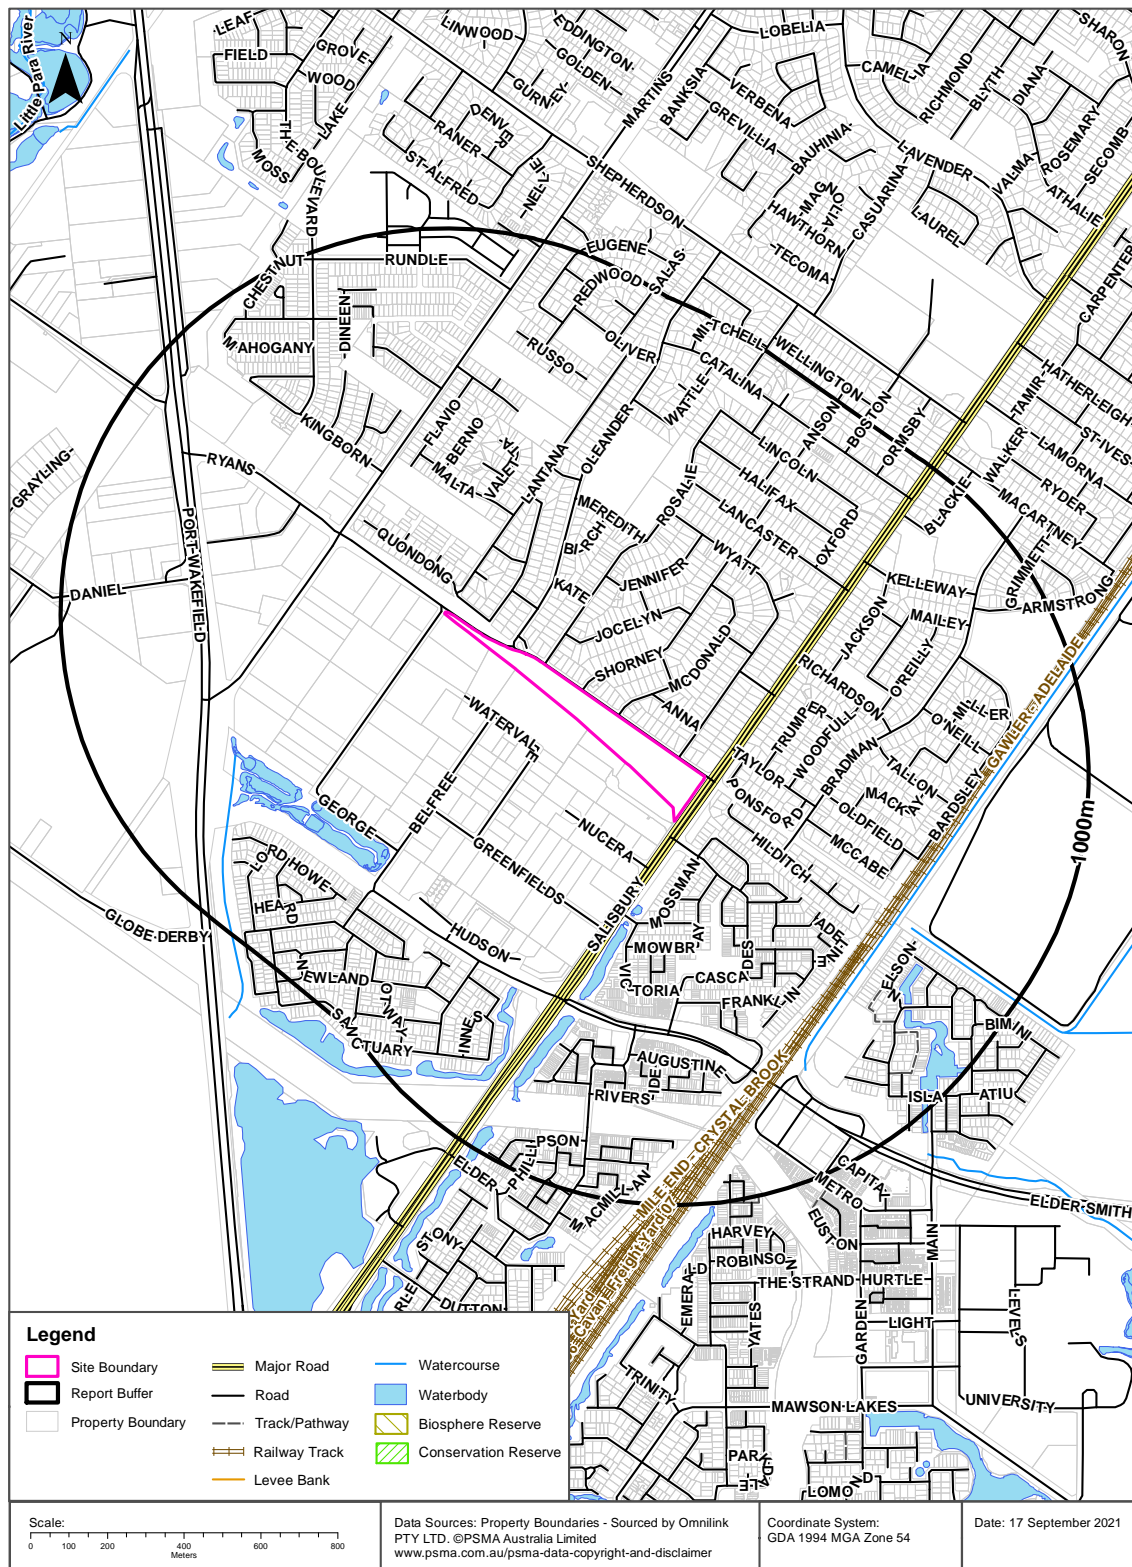 LEAF
FIELD
GROVE
WOOD
LINWOOD
EDDINGTON
GOLDEN
GURNEY
LOBELIA
SHARON
CAMELIA
RICHMOND
BLYTH
DIANA
Little Para River
N
MARTINS
BANKSIA
VERBENA
GREVILLIA
BAUHINIA
THE BOULEVARD
LAKE
MOSS
DENVER
RANER
ST ALFRED
NELVIE
SHEPHERDSON
LAVENDER
VALMA
ROSEMARY
SECOMB
ATHALIE
MAGNOLIA
HAWTHORN
CASUARINA
LAUREL
TECOMA
CARPENTER
CHESTNUT
RUNDLE
EUGENE
REDWOOD
SALAS
MAHOGANY
DINEEN
OLIVER
RUSSO
MITCHELL
WELLINGTON
CATALINA
WATTLE
HATHERLEIGH
TAMIR
ST IVES
WALKER
LAMORNA
RYDER
MACARTNEY
KINGBORN
FLAVIO
BERNO
MALTA
VALETTA
LANTANA
OLEANDER
ANSON
BOSTON
ORMSBY
LINCOLN
HALIFAX
LANCASTER
OXFORD
BLACKIE
GRIMMETT
ARMSTRONG
GRAYLING
RYANS
PORT WAKEFIELD
DANIEL
QUONDONG
MEREDITH
BIRCH
ROSALIE
WYATT
KATE
JENNIFER
JOCELYN
SHORNEY
MCDONALD
ANNA
KELLEWAY
MAILEY
JACKSON
O'REILLY
RICHARDSON
MILLER
O'NEILL
GAWLER - ADELAIDE
WATERVALE
TAYLOR
TRUMPER
WOODFULL
BRADMAN
TALLON
MACKAY
BARDSLEY
PONSFORD
OLDFIELD
MCCABE
HILDITCH
1000m
GEORGE
BELFREE
NUCERA
GREENFIELDS
LORD HOWE
HEARD
GLOBE DERBY
HUDSON
SALISBURY
MOSSMAN
MOWBRAY
VICTORIA
CASCADES
FRANKLIN
JADE
NELSON
BIMINI
NEWLAND
OTWAY
INNES
SANCTUARY
AUGUSTINE
RIVERSIDE
ISLA
ATIU
MILE END - CRYSTAL BROOK
PHILLIPSON
ELDER
MACMILLAN
CAPITAL
METRO
EUSTON
MAIN
ELDER SMITH
STONY
DUTTON
HARVEY
ROBINSON
EMERALD
THE STRAND
HURTLE
YATES
GARDEN
LIGHT
LEVELS
Cavan Freight Yard
TRINITY
MAWSON LAKES
UNIVERSITY
PARKDALE
LOMOND
Legend
Site Boundary
Report Buffer
Property Boundary
Major Road
Road
Track/Pathway
Railway Track
Levee Bank
Watercourse
Waterbody
Biosphere Reserve
Conservation Reserve
Scale:
0 100 200 400 600 800
Meters
Data Sources: Property Boundaries - Sourced by Omnilink
PTY LTD. ©PSMA Australia Limited
www.psma.com.au/psma-data-copyright-and-disclaimer
Coordinate System:
GDA 1994 MGA Zone 54
Date: 17 September 2021